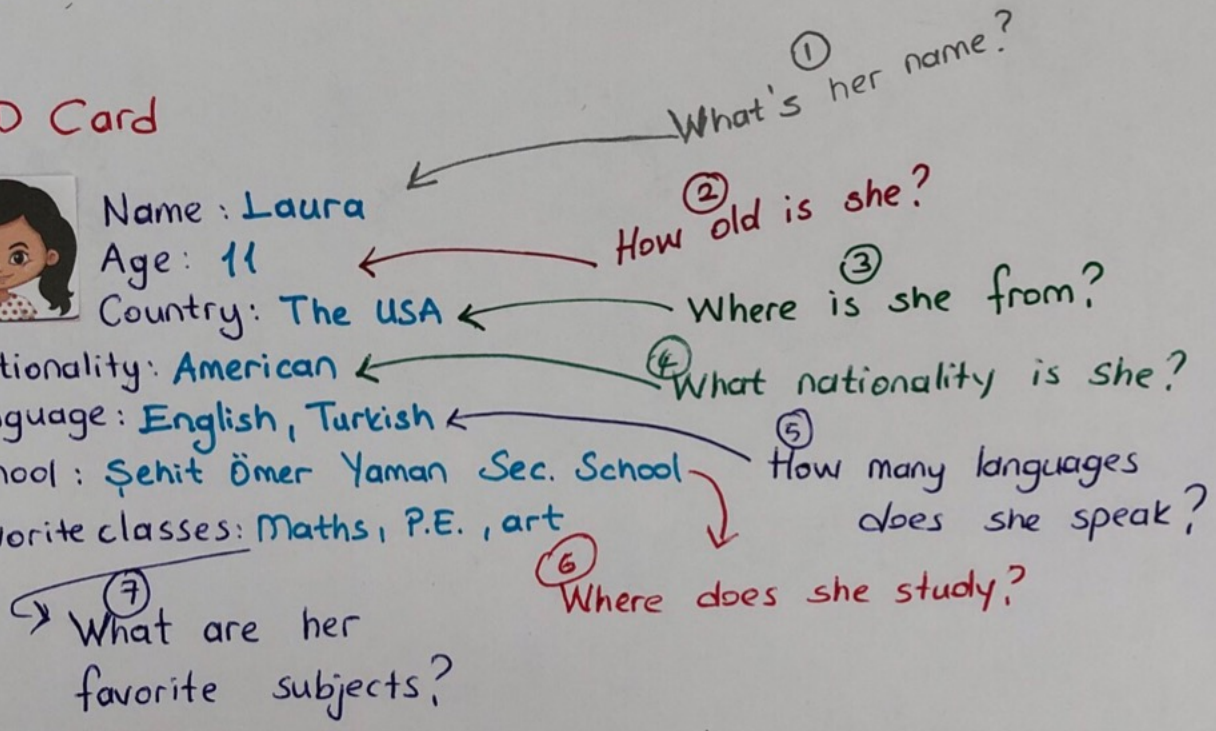 ① What's her name?
D Card
Name : Laura
② How old is she?
Age : 11
③ Where is she from?
Country : The USA
④ What nationality is she?
tionality : American
guage : English, Turkish
⑤ How many languages
does she speak?
hool : Şehit Ömer Yaman Sec. School
orite classes: Maths, P.E., art
⑥ Where does she study?
⑦ What are her
favorite subjects?